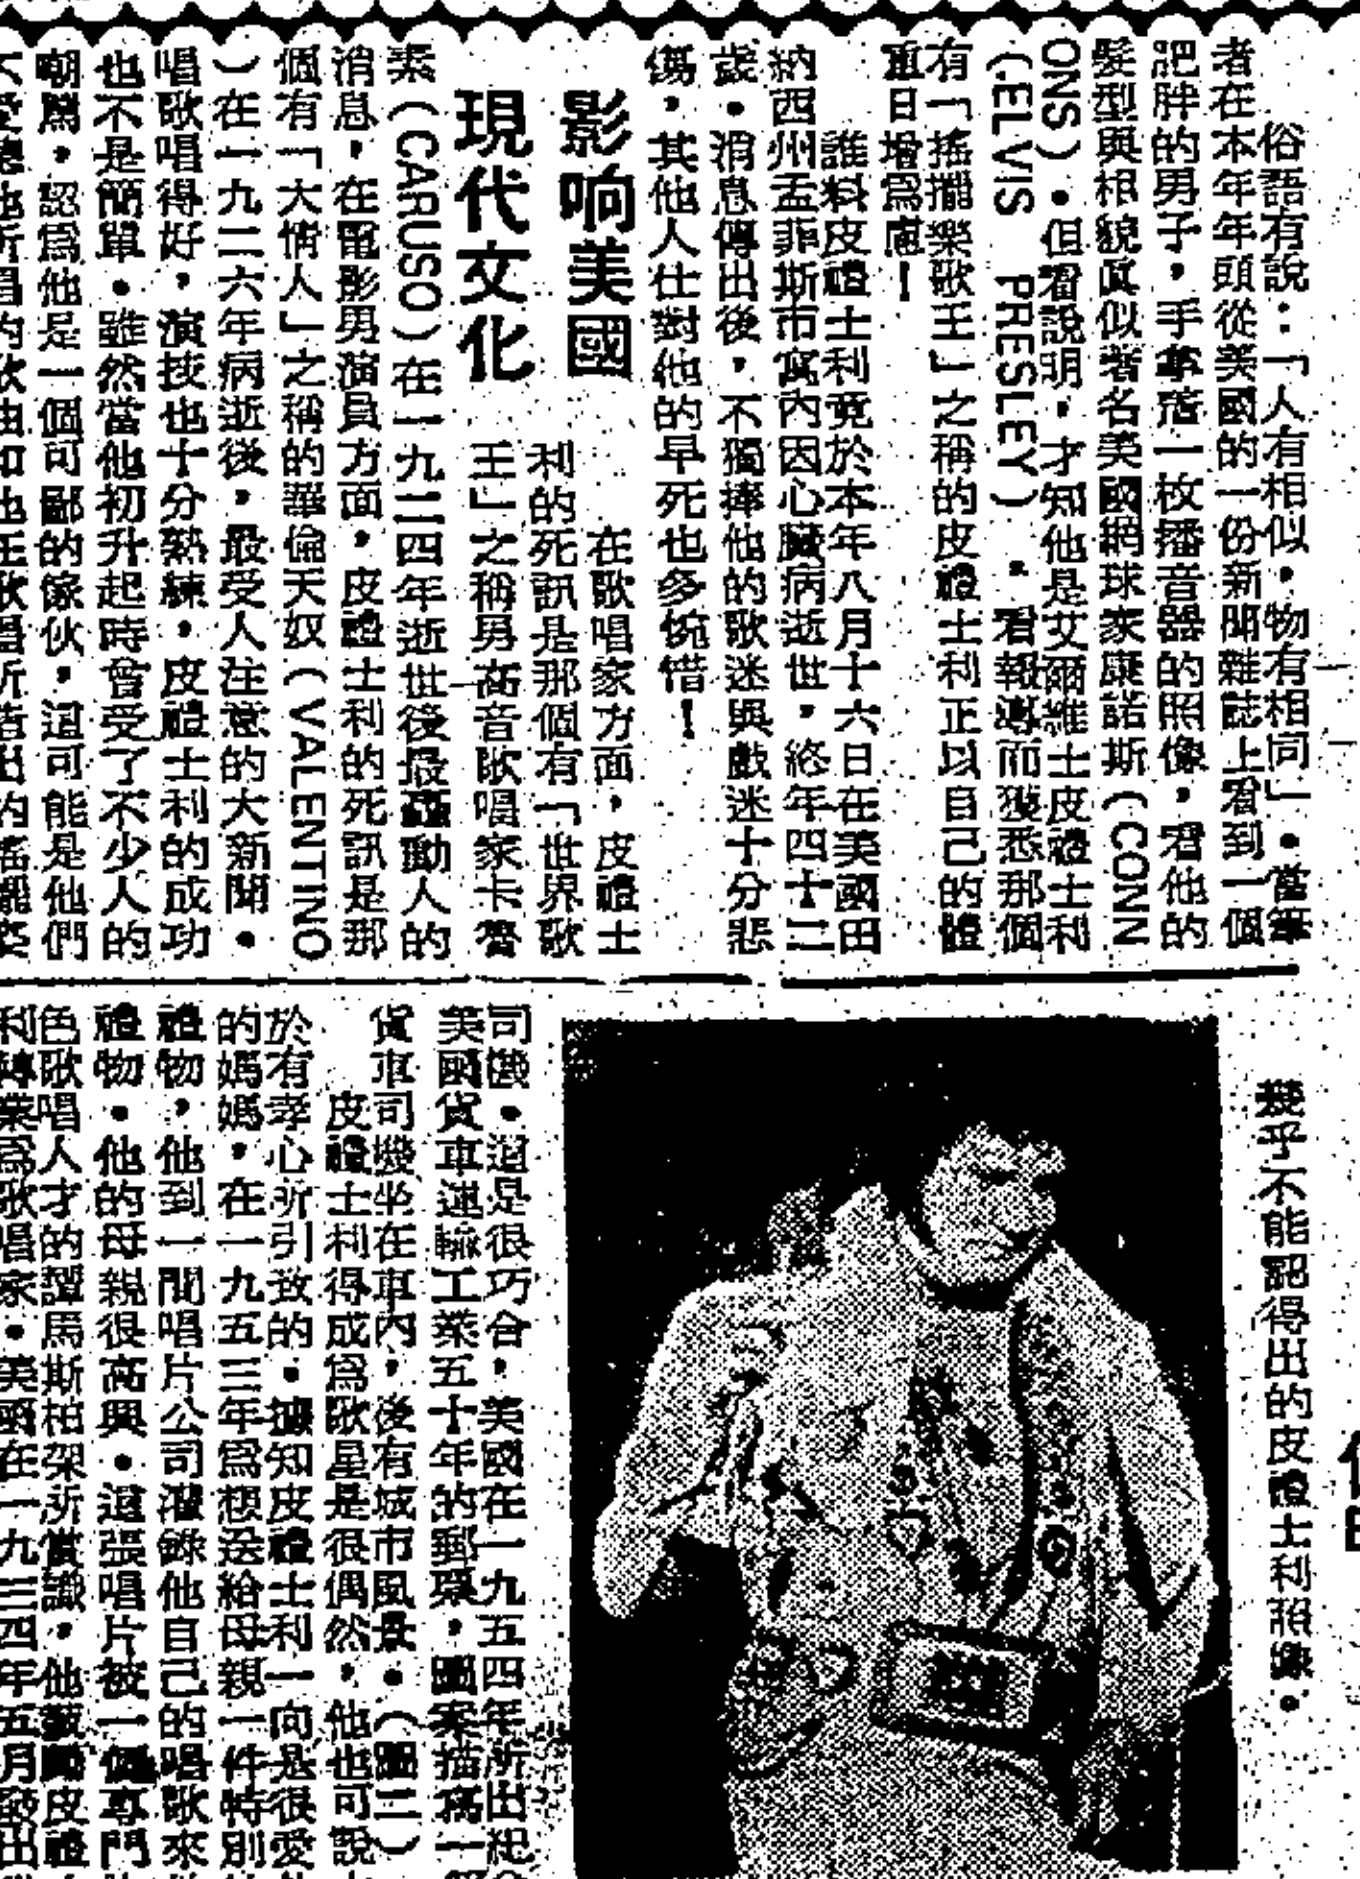 俗語有說：「人有相似，物有相同」。當筆
者在本年年頭從美國的一份新聞雜誌上看到一個
肥胖的男子，手拿着一枚播音器的照像，看他的
髮型與相貌眞似著名美國網球家康諾斯（CONN
ONS）。但看說明，才知他是艾爾維士皮禮士利
（.ELVIS PRESLEY）。看報導而獲悉那個
有「搖擺樂歌王」之稱的皮禮士利正以自己的體
重日增爲慮！
誰料皮禮士利竟於本年八月十六日在美國田
納西州孟菲斯市寓內因心臟病逝世，終年四十二
歲。消息傳出後，不獨捧他的歌迷與戲迷十分悲
傷，其他人仕對他的早死也多惋惜！
影响美國
現代文化
在歌唱家方面，皮禮士
利的死訊是那個有「世界歌
王」之稱男高音歌唱家卡魯
素（CARUSO）在一九二四年逝世後最轟動人的
消息，在電影男演員方面，皮禮士利的死訊是那
個有「大情人」之稱的華倫天奴（VALENTINO
）在一九二六年病逝後，最受人注意的大新聞。
唱歌唱得好，演技也十分熟練，皮禮士利的成功
也不是簡單。雖然當他初升起時曾受了不少人的
嘲罵，認爲他是一個可鄙的傢伙，這可能是他們
幾乎不能認得出的皮禮士利照像。
司機。這是很巧合，美國在一九五四年所出紀
美國貨車運輸工業五十年的郵票，圖案描寫一
貨車司機坐在車內，後有城市風景。（圖二）
皮禮士利得成爲歌星是很偶然，他也可說
於有孝心所引致的。據知皮禮士利一向是很愛
的媽媽，在一九五三年爲想送給母親一件特別
禮物，他到一間唱片公司灌錄他自己的唱歌來
禮物。他的母親很高興。這張唱片被一個專門
色歌唱人才的譚馬斯柏架所賞識，他勸皮禮
利轉業爲歌唱家。美國在一九三四年五月發出